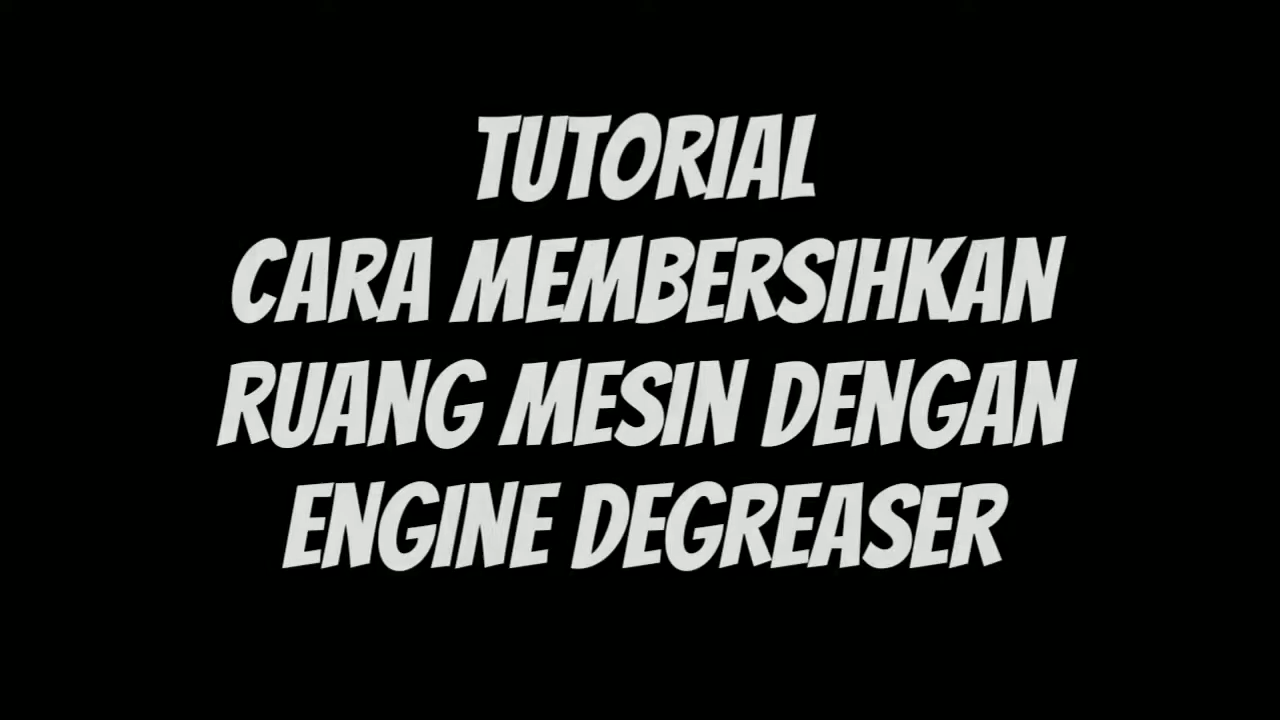 TUTORIAL
CARA MEMBERSIHKAN
RUANG MESIN DENGAN
ENGINE DEGREASER